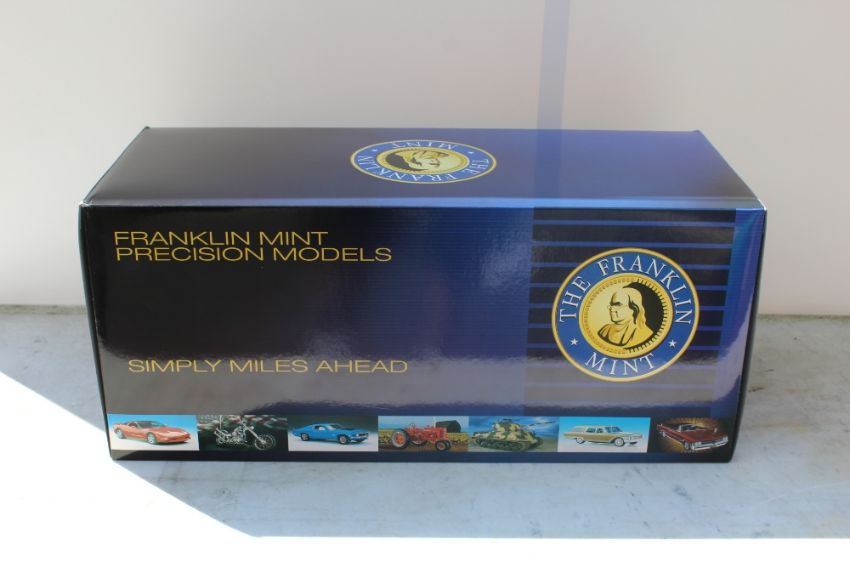 THE FRANKLIN
MINT
FRANKLIN MINT
PRECISION MODELS
SIMPLY MILES AHEAD
THE FRANKLIN
MINT